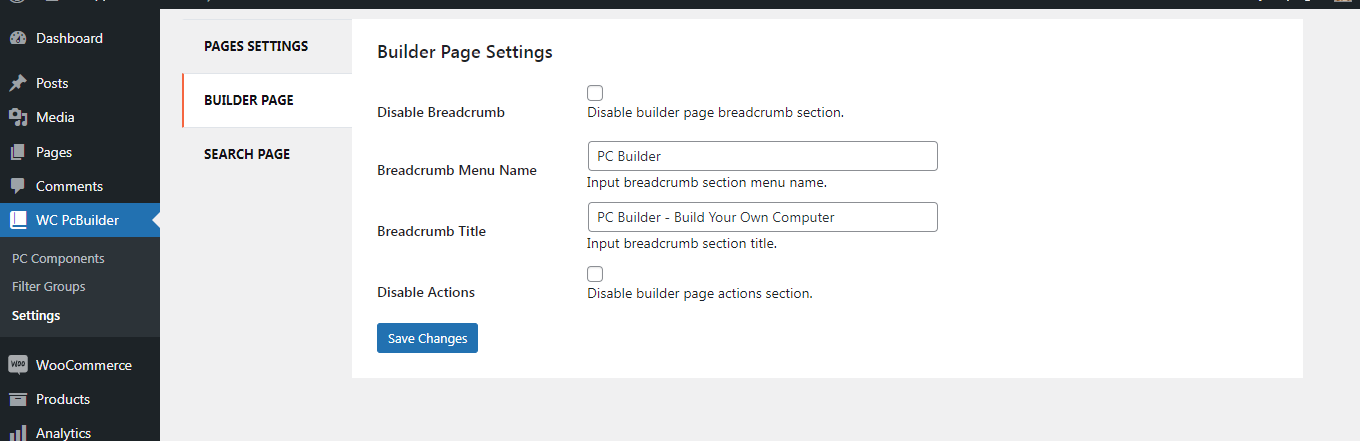 Dashboard
Posts
Media
Pages
Comments
WC PcBuilder
PC Components
Filter Groups
Settings
WooCommerce
Products
Analytics
PAGES SETTINGS
BUILDER PAGE
SEARCH PAGE
Builder Page Settings
Disable Breadcrumb
Disable builder page breadcrumb section.
Breadcrumb Menu Name
PC Builder
Input breadcrumb section menu name.
Breadcrumb Title
PC Builder - Build Your Own Computer
Input breadcrumb section title.
Disable Actions
Disable builder page actions section.
Save Changes